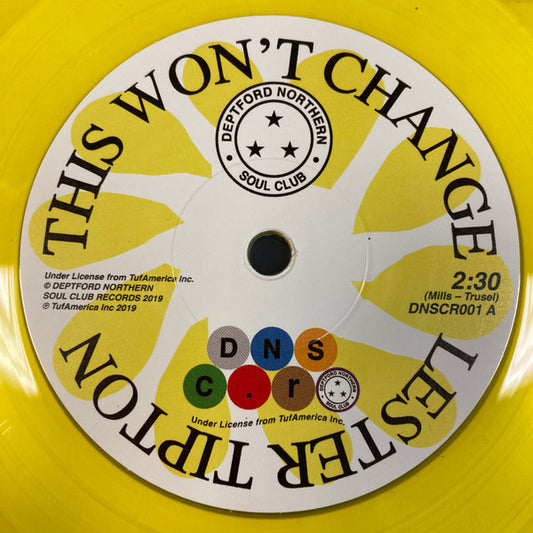 THIS WON'T CHANGE
DEPTFORD NORTHERN
SOUL CLUB
Under License from TufAmerica Inc.
© DEPTFORD NORTHERN
SOUL CLUB RECORDS 2019
℗ TufAmerica Inc 2019
2:30
(Mills – Trusel)
DNSCR001 A
DNS
c.r
DEPTFORD NORTHERN
SOUL CLUB
Under License from TufAmerica Inc.
LESTER TIPTON